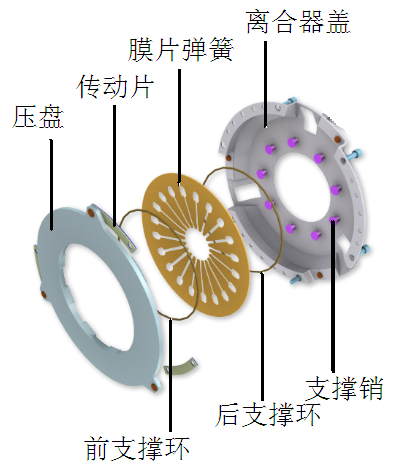 离合器盖
膜片弹簧
传动片
压盘
支撑销
后支撑环
前支撑环